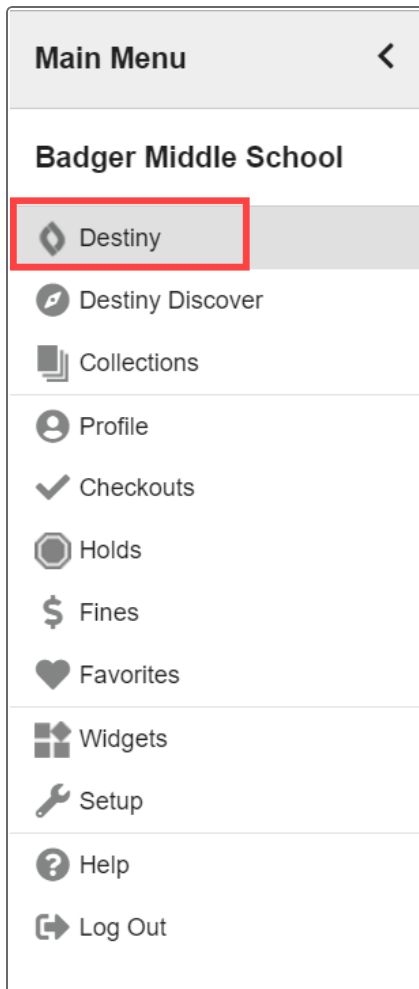 Main Menu
Badger Middle School
Destiny
Destiny Discover
Collections
Profile
Checkouts
Holds
$ Fines
Favorites
Widgets
Setup
? Help
Log Out